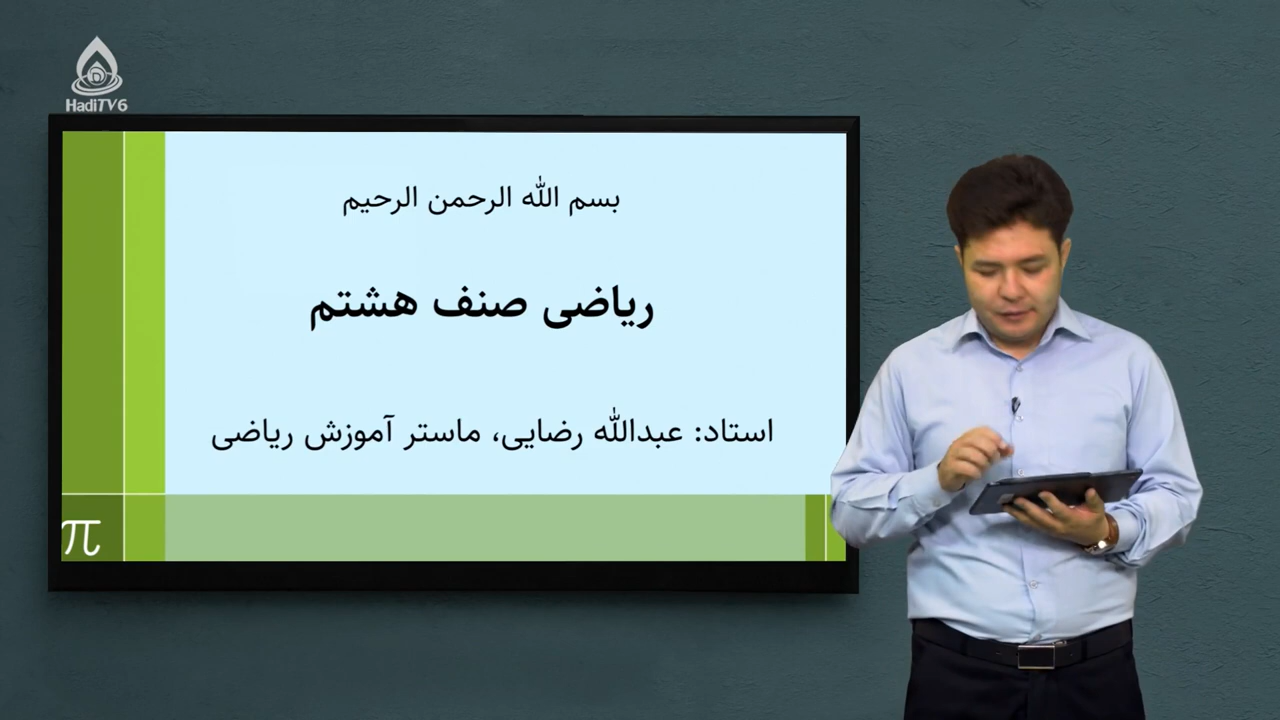 HadiTV6
بسم الله الرحمن الرحیم
ریاضی صنف هشتم
استاد: عبدالله رضایی، ماستر آموزش ریاضی
π